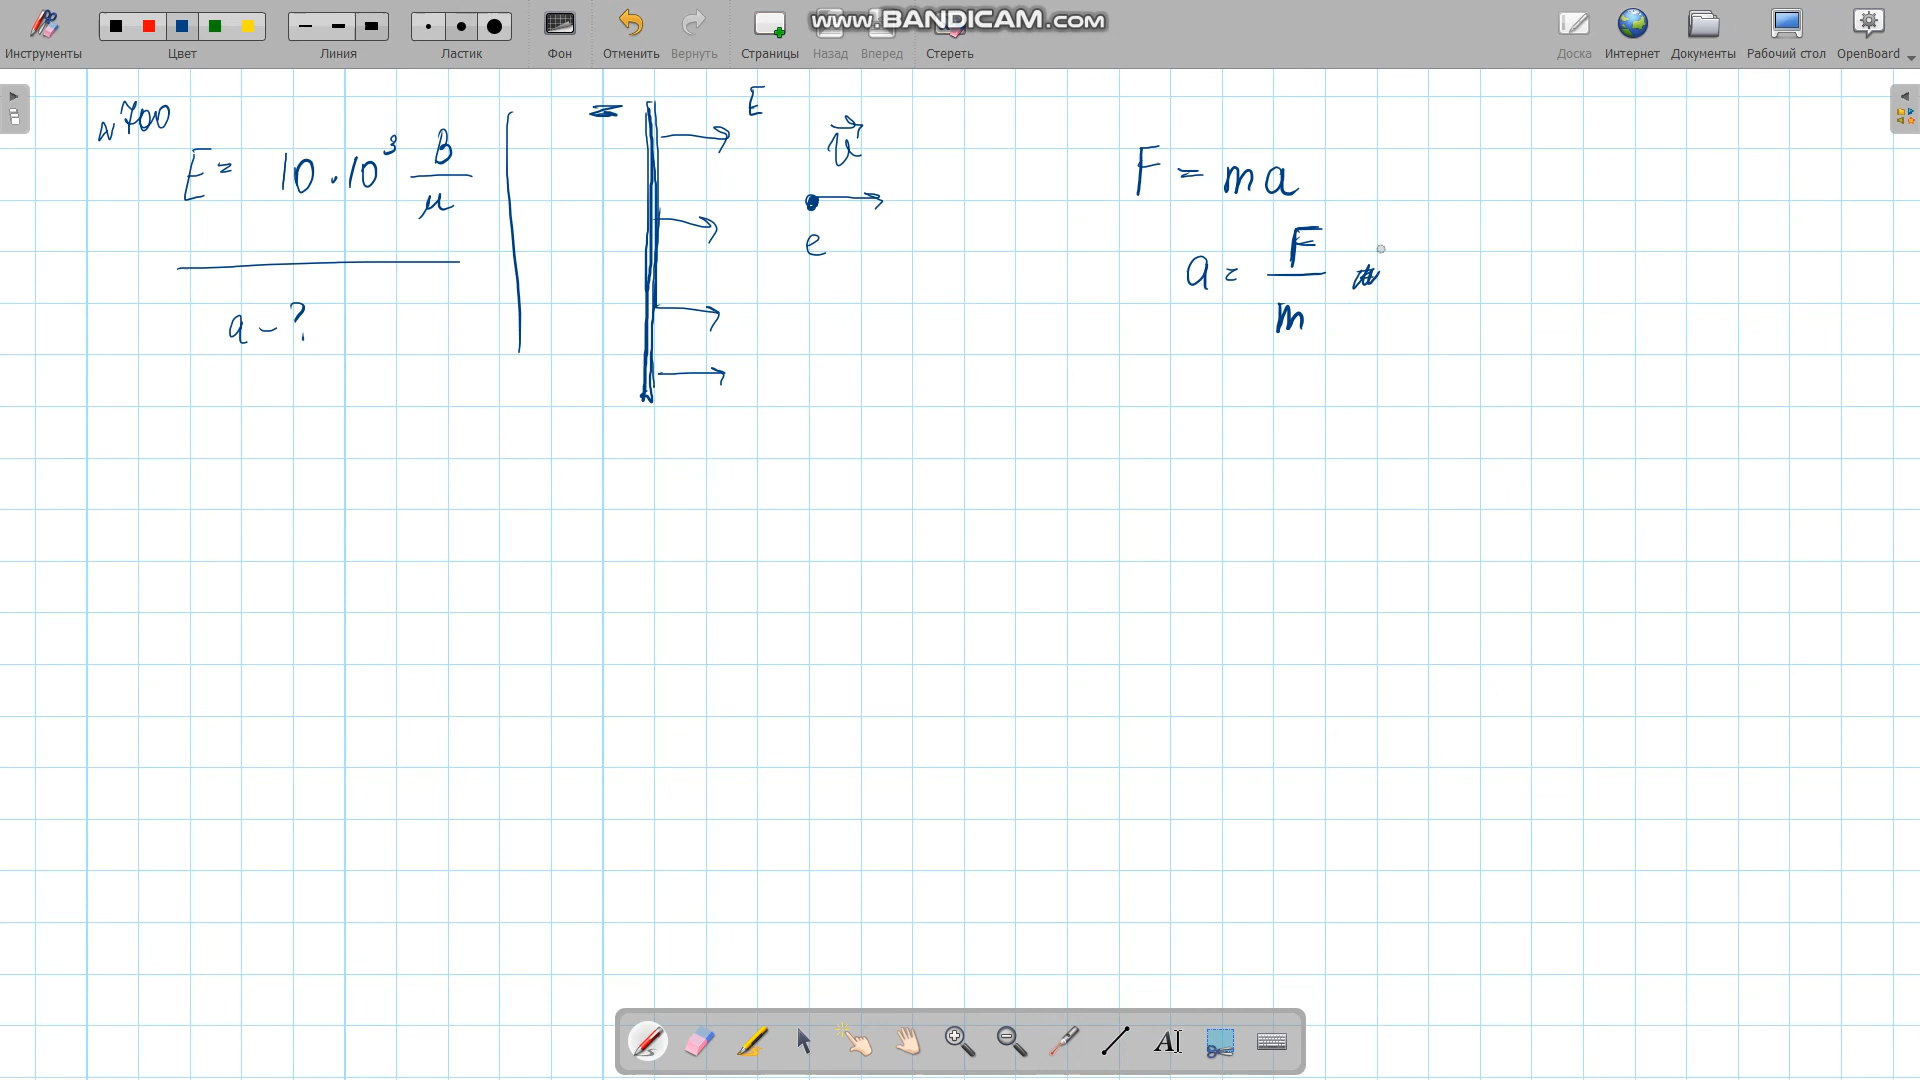 www.BANDICAM.com
Инструменты Цвет Линия Ластик Фон Отменить Вернуть Страницы Назад Вперед Стереть Доска Интернет Документы Рабочий стол OpenBoard
N700
E = 10 · 10³ В/м
a - ?
E
v
e
F = ma
a = F/m